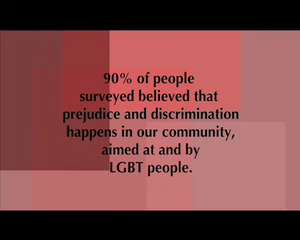 90% of people
surveyed believed that
prejudice and discrimination
happens in our community,
aimed at and by
LGBT people.